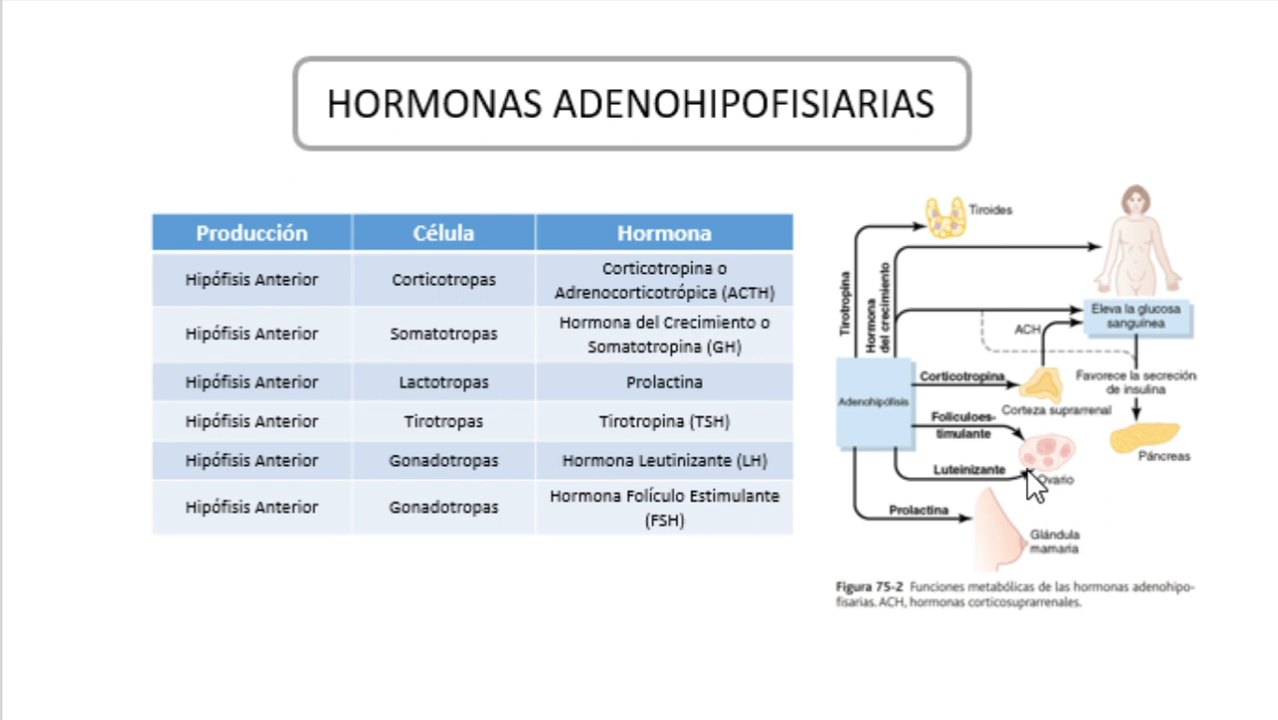 HORMONAS ADENOHIPOFISIARIAS
Producción Célula Hormona
Hipófisis Anterior Corticotropas Corticotropina o
Adrenocorticotrópica (ACTH)
Hipófisis Anterior Somatotropas Hormona del Crecimiento o
Somatotropina (GH)
Hipófisis Anterior Lactotropas Prolactina
Hipófisis Anterior Tirotropas Tirotropina (TSH)
Hipófisis Anterior Gonadotropas Hormona Leutinizante (LH)
Hipófisis Anterior Gonadotropas Hormona Folículo Estimulante
(FSH)
Tiroides
Tirotropina
Hormona
del crecimiento
Eleva la glucosa
sanguínea
ACH
Corticotropina
Favorece la secreción
de insulina
Adenohipófisis
Corteza suprarrenal
Foliculoes-
timulante
Páncreas
Luteinizante
Ovario
Prolactina
Glándula
mamaria
Figura 75-2 Funciones metabólicas de las hormonas adenohipo-
fisarias. ACH, hormonas corticosuprarrenales.